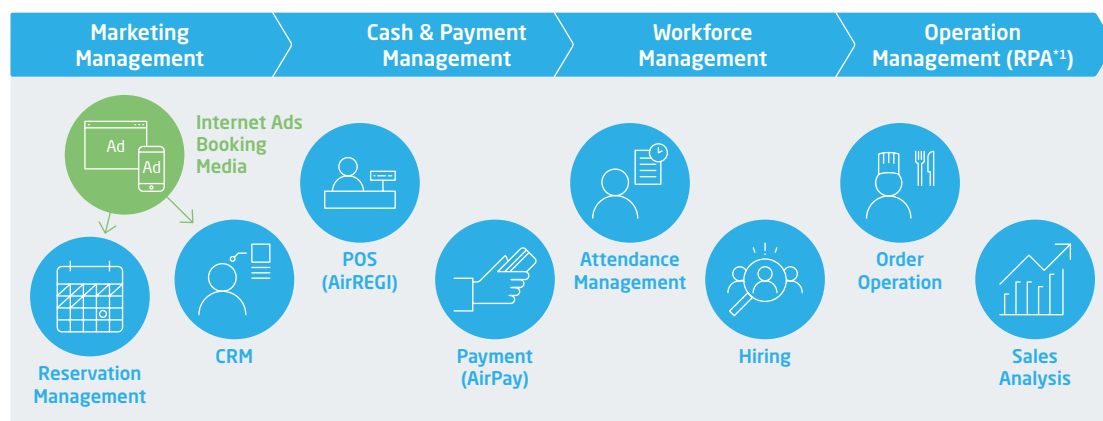 Marketing
Management
Cash & Payment
Management
Workforce
Management
Operation
Management (RPA*1)
Ad
Ad
Internet Ads
Booking
Media
Reservation
Management
CRM
POS
(AirREGI)
Payment
(AirPay)
Attendance
Management
Hiring
Order
Operation
Sales
Analysis